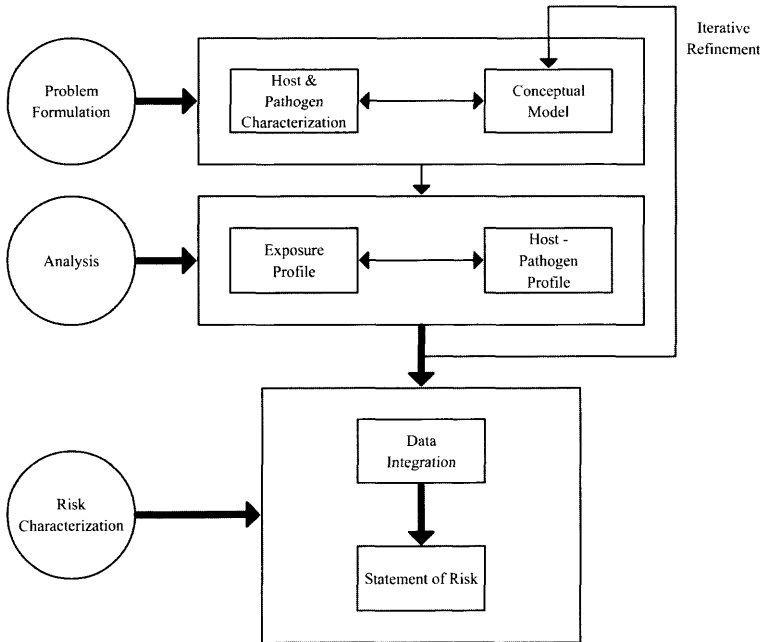 Iterative
Refinement
Problem
Formulation
Host &
Pathogen
Characterization
Conceptual
Model
Analysis
Exposure
Profile
Host -
Pathogen
Profile
Data
Integration
Risk
Characterization
Statement of Risk